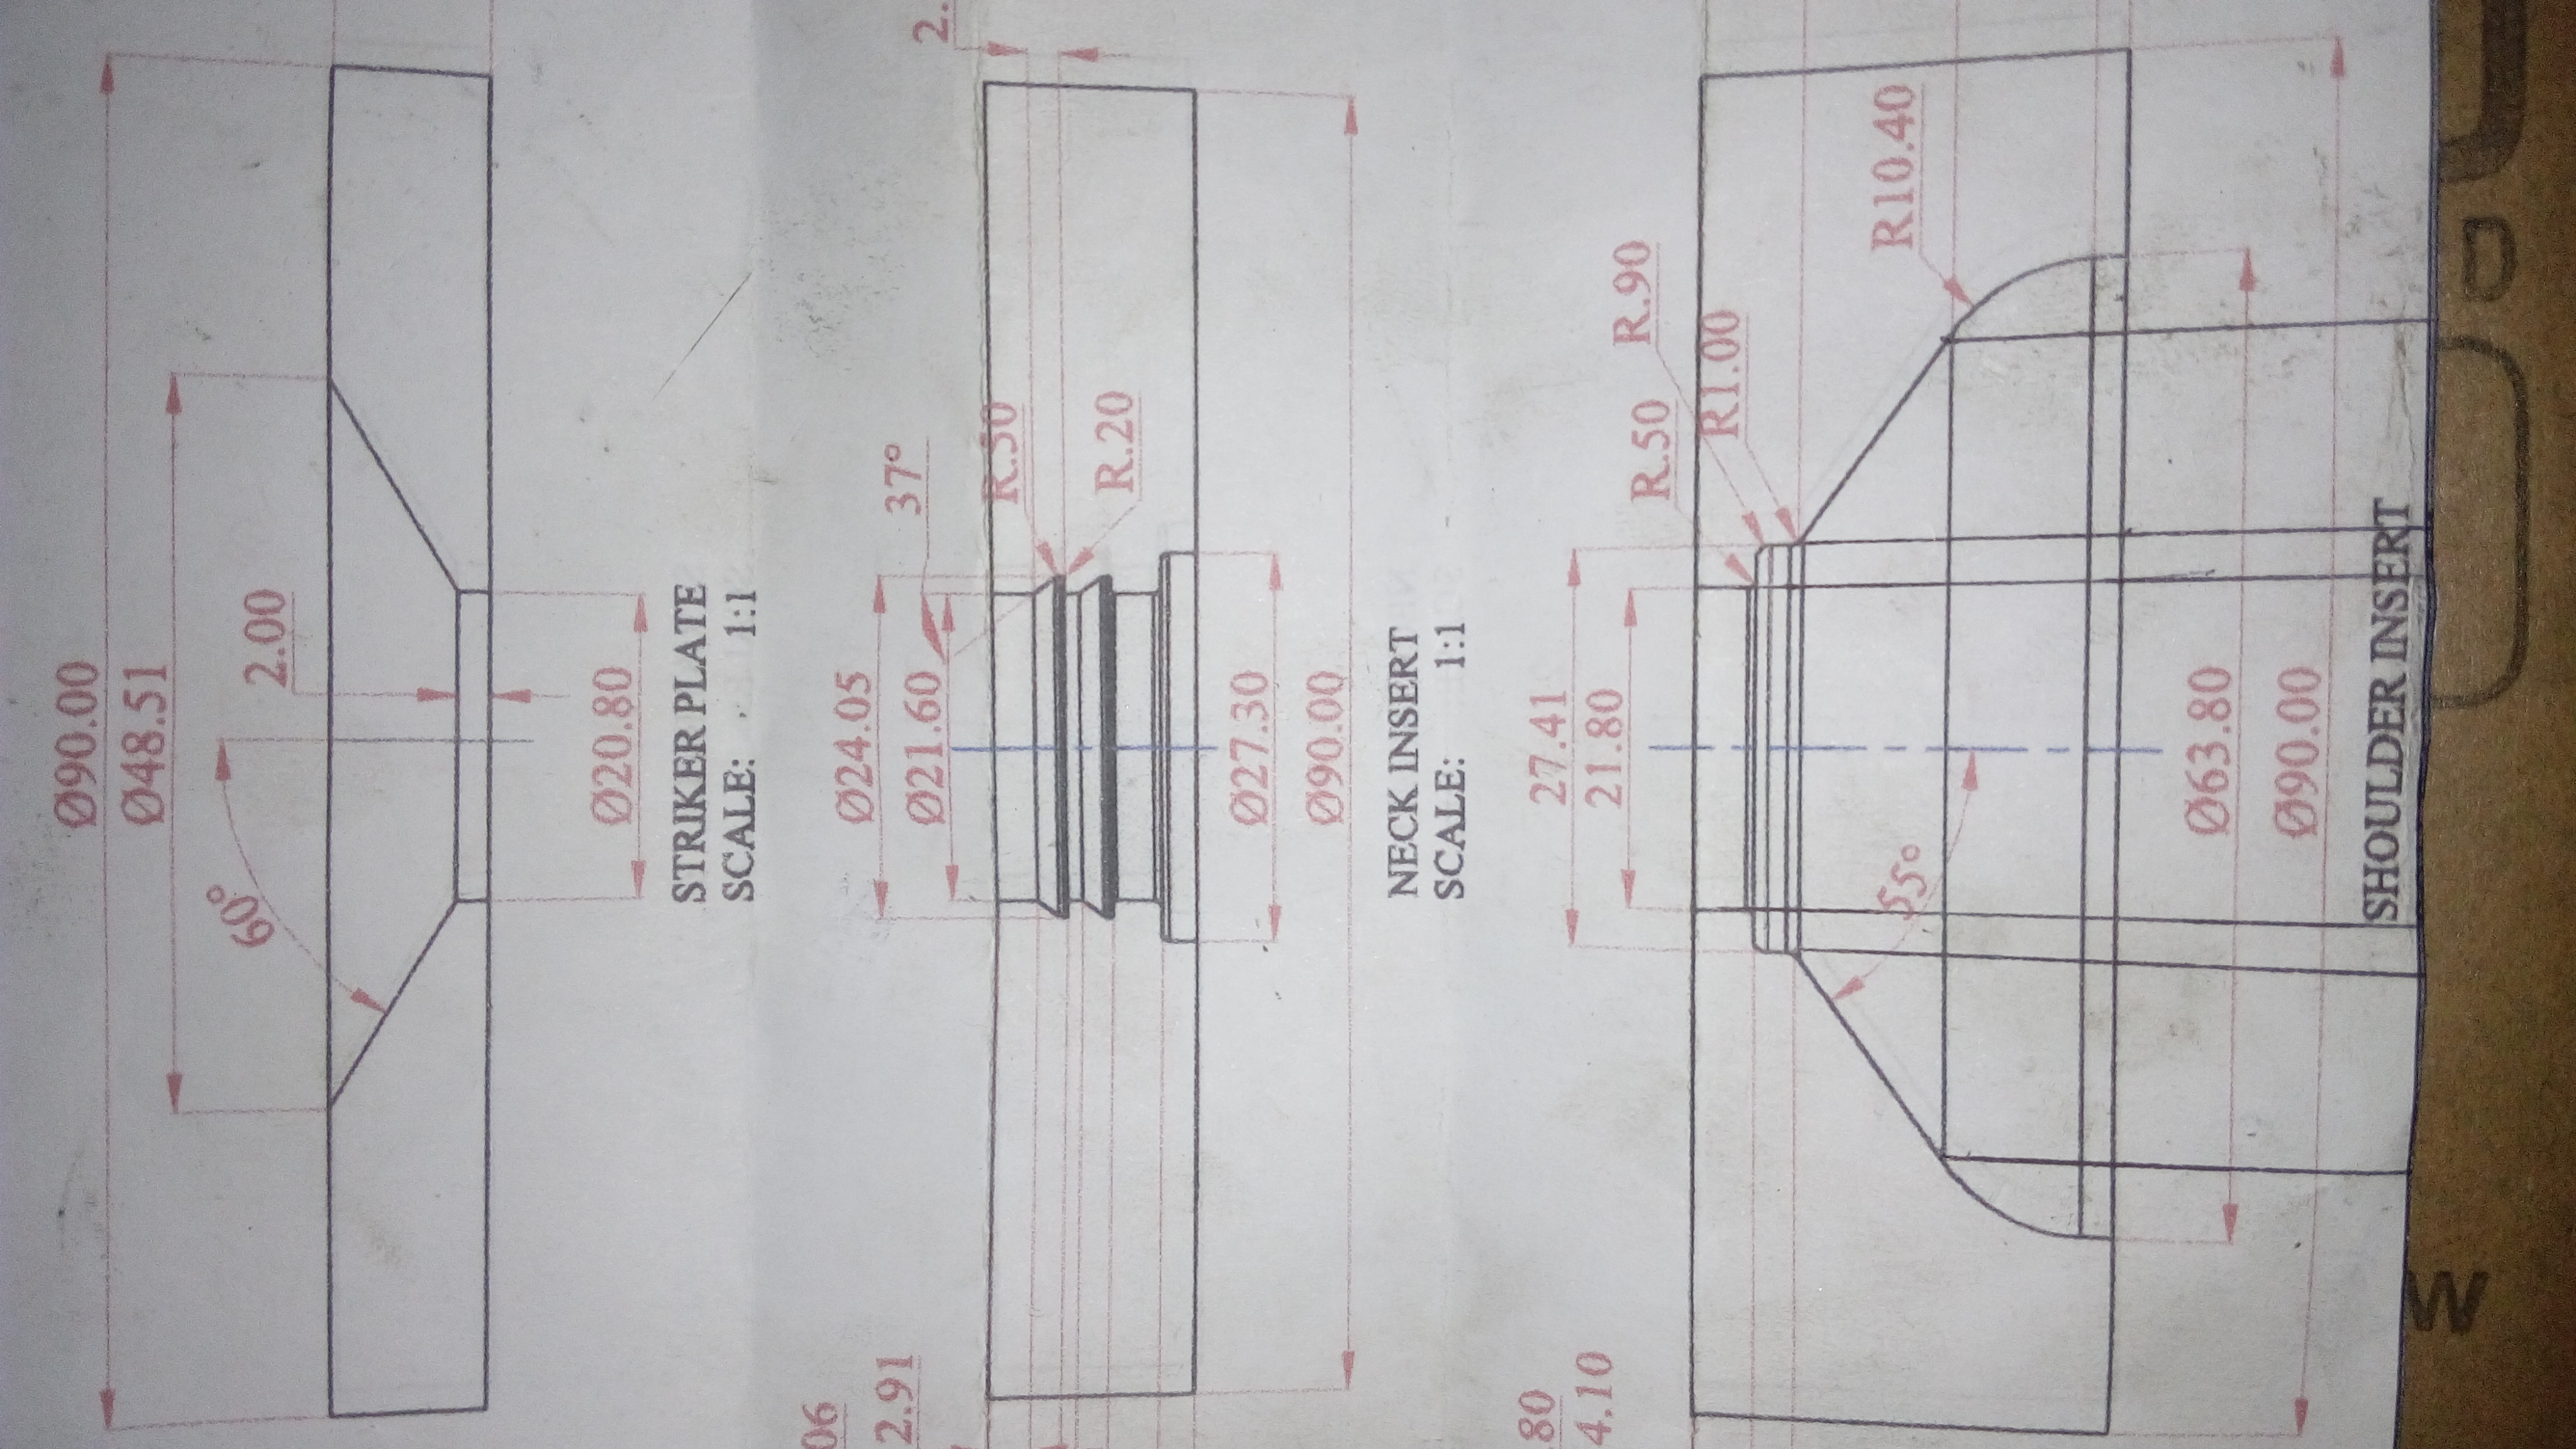 Ø90.00
Ø48.51
60°
2.00
Ø20.80
STRIKER PLATE
SCALE: 1:1
2.
37°
R.50
R.20
Ø24.05
Ø21.60
Ø27.30
Ø90.00
06
2.91
NECK INSERT
SCALE: 1:1
R.50
R.90
R1.00
R10.40
27.41
21.80
55°
Ø63.80
Ø90.00
80
4.10
SHOULDER INSERT
W